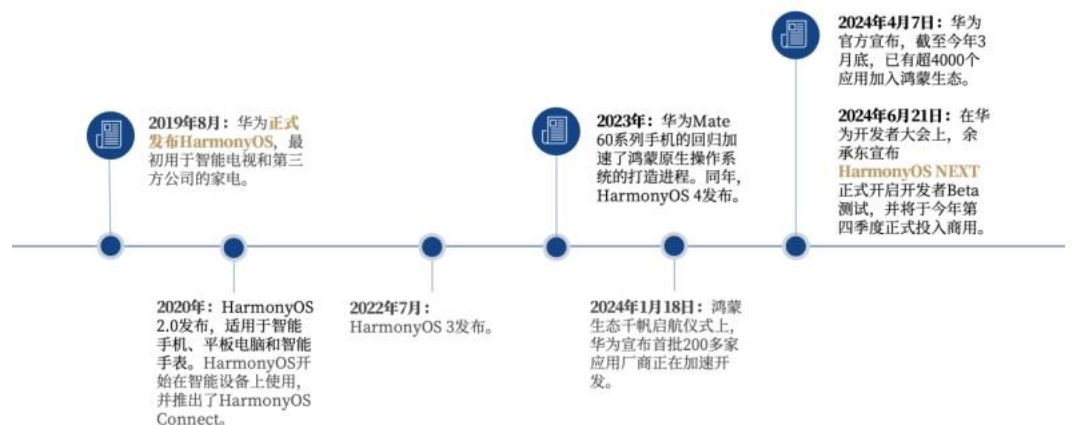 2019年8月：华为正式
发布HarmonyOS，最
初用于智能电视和第三
方公司的家电。
2020年：HarmonyOS
2.0发布，适用于智能
手机、平板电脑和智能
手表。HarmonyOS开
始在智能设备上使用，
并推出了HarmonyOS
Connect。
2022年7月：
HarmonyOS 3发布。
2023年：华为Mate
60系列手机的回归加
速了鸿蒙原生操作系
统的打造进程。同年，
HarmonyOS 4发布。
2024年1月18日：鸿蒙
生态千帆启航仪式上，
华为宣布首批200多家
应用厂商正在加速开
发。
2024年4月7日：华为
官方宣布，截至今年3
月底，已有超4000个
应用加入鸿蒙生态。
2024年6月21日：在华
为开发者大会上，余
承东宣布
HarmonyOS NEXT
正式开启开发者Beta
测试，并将于今年第
四季度正式投入商用。